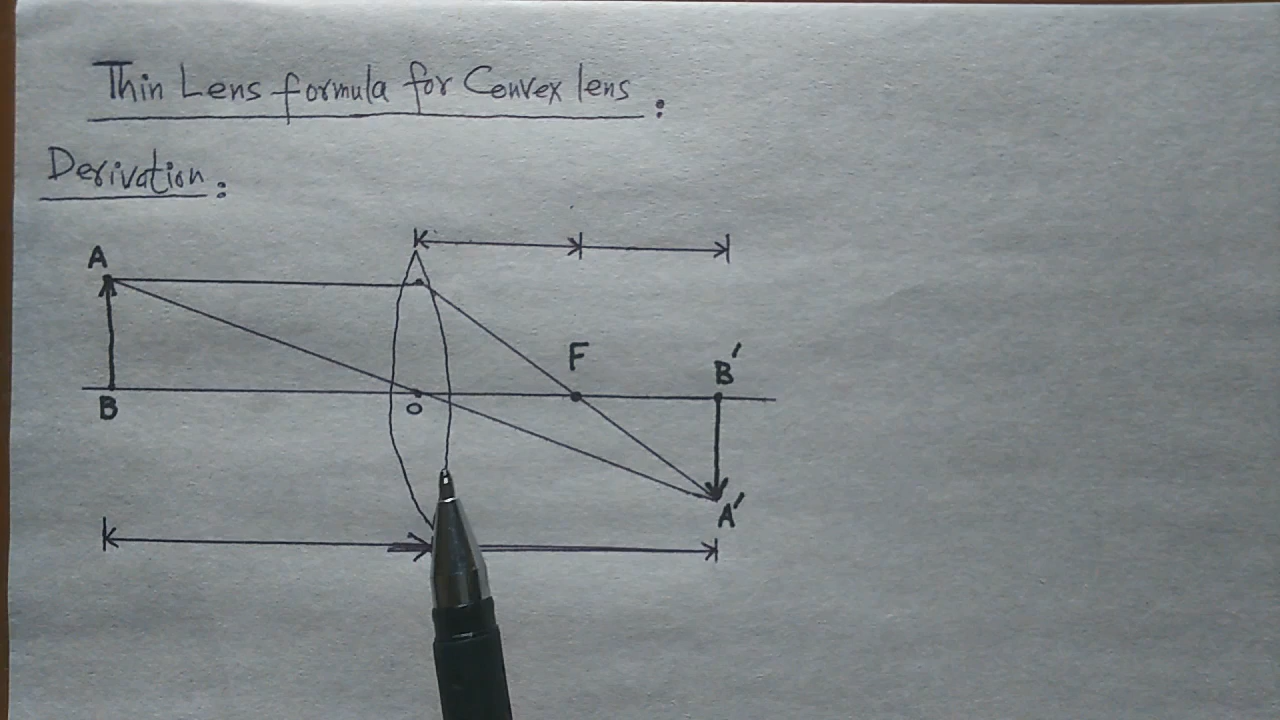 Thin Lens formula for Convex lens :
Derivation :
A
F
B'
B
O
A'